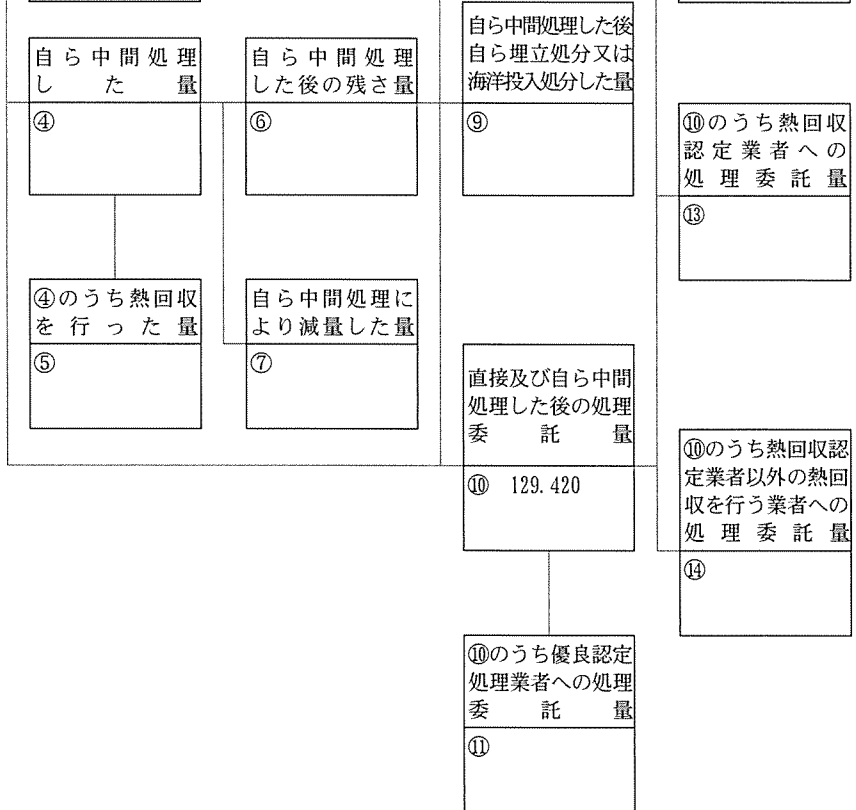 自ら中間処理
した量
④
自ら中間処理
した後の残さ量
⑥
自ら中間処理した後
自ら埋立処分又は
海洋投入処分した量
⑨
⑩のうち熱回収
認定業者への
処理委託量
⑬
④のうち熱回収
を行った量
⑤
自ら中間処理に
より減量した量
⑦
直接及び自ら中間
処理した後の処理
委託量
⑩ 129.420
⑩のうち熱回収認
定業者以外の熱回
収を行う業者への
処理委託量
⑭
⑩のうち優良認定
処理業者への処理
委託量
⑪